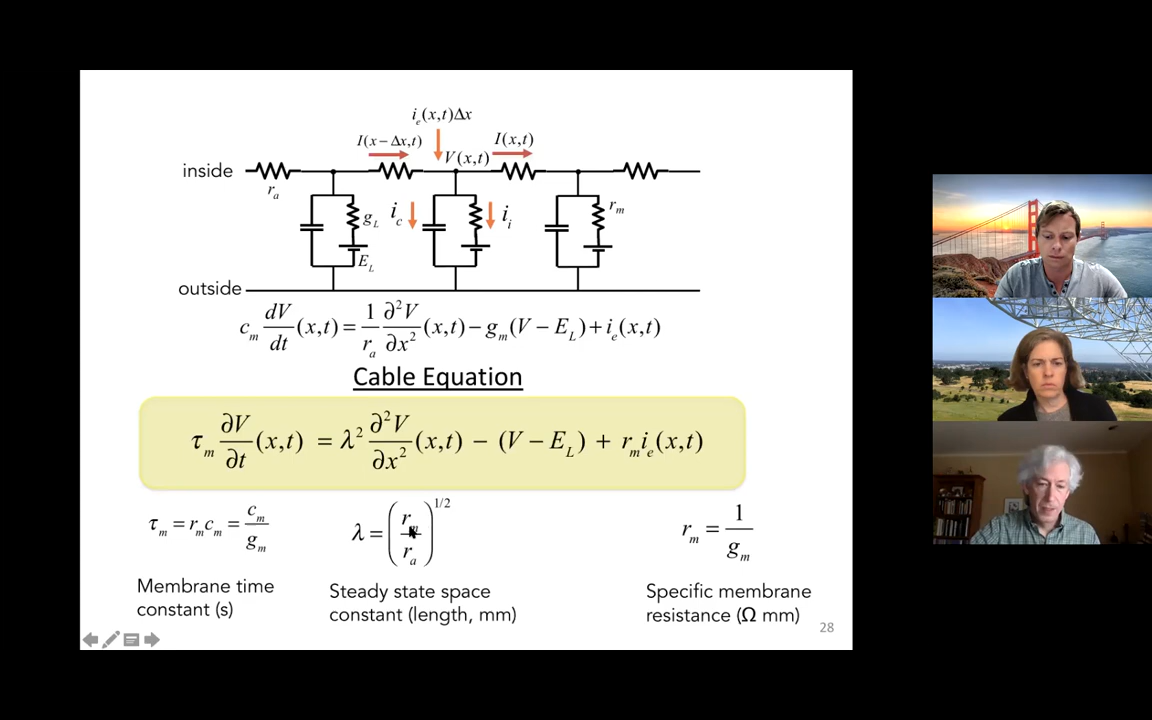 i_e(x,t)Δx
I(x−Δx,t) I(x,t)
V(x,t)
inside
r_a
g_L i_c i_i r_m
E_L
outside
c_m dV/dt (x,t) = 1/r_a ∂²V/∂x² (x,t) − g_m(V − E_L) + i_e(x,t)
Cable Equation
τ_m ∂V/∂t (x,t) = λ² ∂²V/∂x² (x,t) − (V − E_L) + r_m i_e(x,t)
τ_m = r_m c_m = c_m/g_m
λ = (r_m/r_a)^1/2
r_m = 1/g_m
Membrane time
constant (s)
Steady state space
constant (length, mm)
Specific membrane
resistance (Ω mm)
28